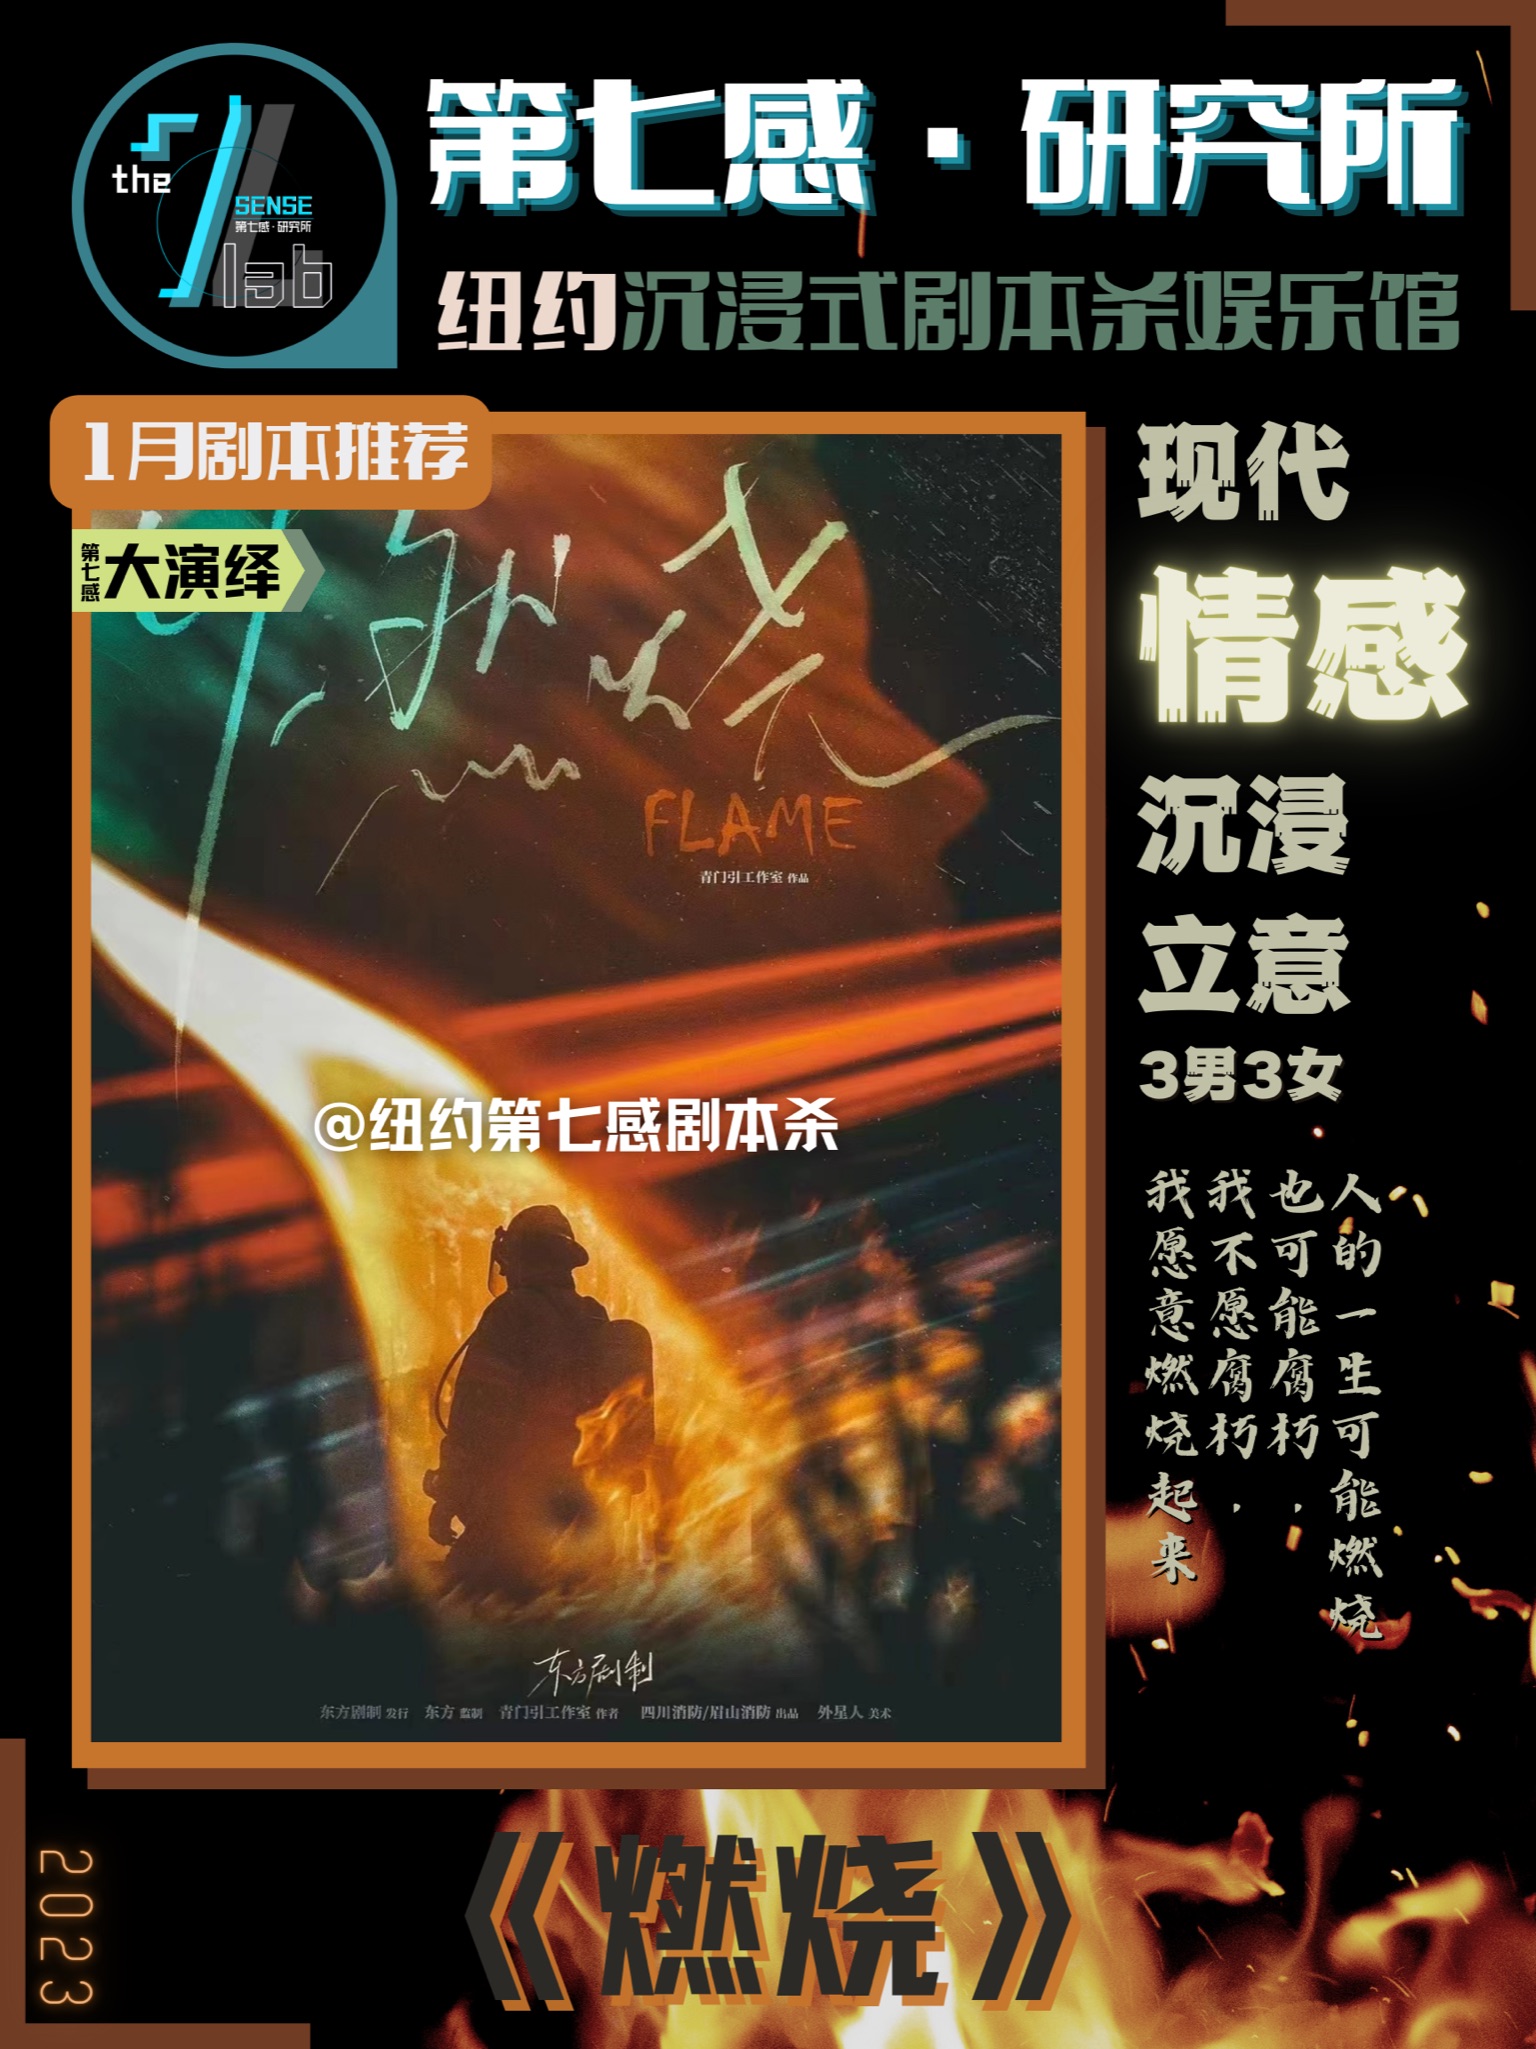 the
SENSE
第七感·研究所
lab
第七感·研究所
纽约沉浸式剧本杀娱乐馆
1月剧本推荐
第七感
大演绎
燃烧
FLAME
青门引工作室 作品
@纽约第七感剧本杀
东方剧制
东方剧制 发行 东方 监制 青门引工作室 作者 四川消防/眉山消防 出品 外星人 美术
现代
情感
沉浸
立意
3男3女
人的一生可能燃烧
也可能腐朽,
我不愿腐朽,
我愿意燃烧起来
《燃烧》
2023